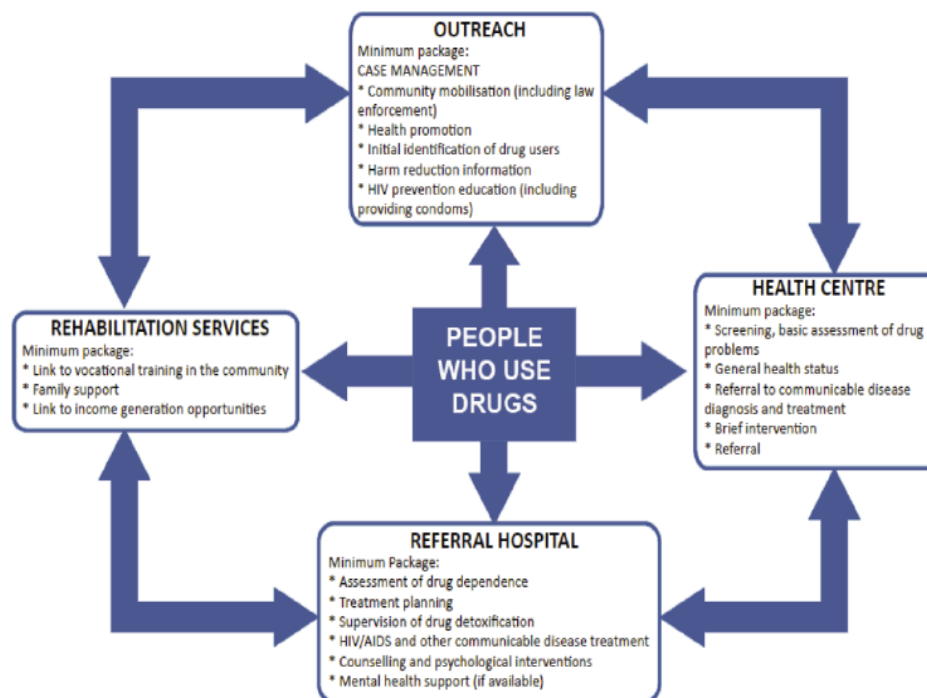 OUTREACH
Minimum package:
CASE MANAGEMENT
* Community mobilisation (including law
enforcement)
* Health promotion
* Initial identification of drug users
* Harm reduction information
* HIV prevention education (including
providing condoms)
REHABILITATION SERVICES
Minimum package:
* Link to vocational training in the community
* Family support
* Link to income generation opportunities
PEOPLE
WHO USE
DRUGS
HEALTH CENTRE
Minimum package:
* Screening, basic assessment of drug
problems
* General health status
* Referral to communicable disease
diagnosis and treatment
* Brief intervention
* Referral
REFERRAL HOSPITAL
Minimum Package:
* Assessment of drug dependence
* Treatment planning
* Supervision of drug detoxification
* HIV/AIDS and other communicable disease treatment
* Counselling and psychological interventions
* Mental health support (if available)